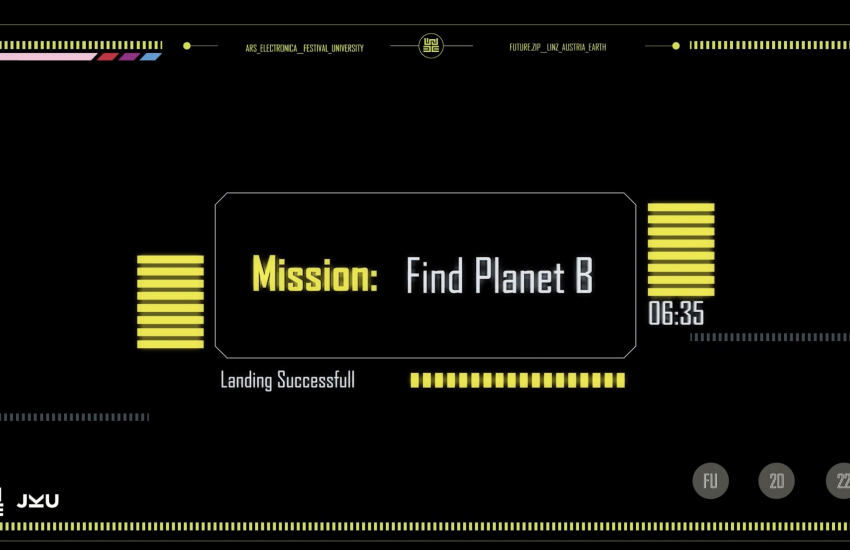 ARS_ELECTRONICA__FESTIVAL_UNIVERSITY
FUTURE.ZIP__LINZ_AUSTRIA_EARTH
Mission: Find Planet B
06:35
Landing Successfull
FU 20 22
JKU